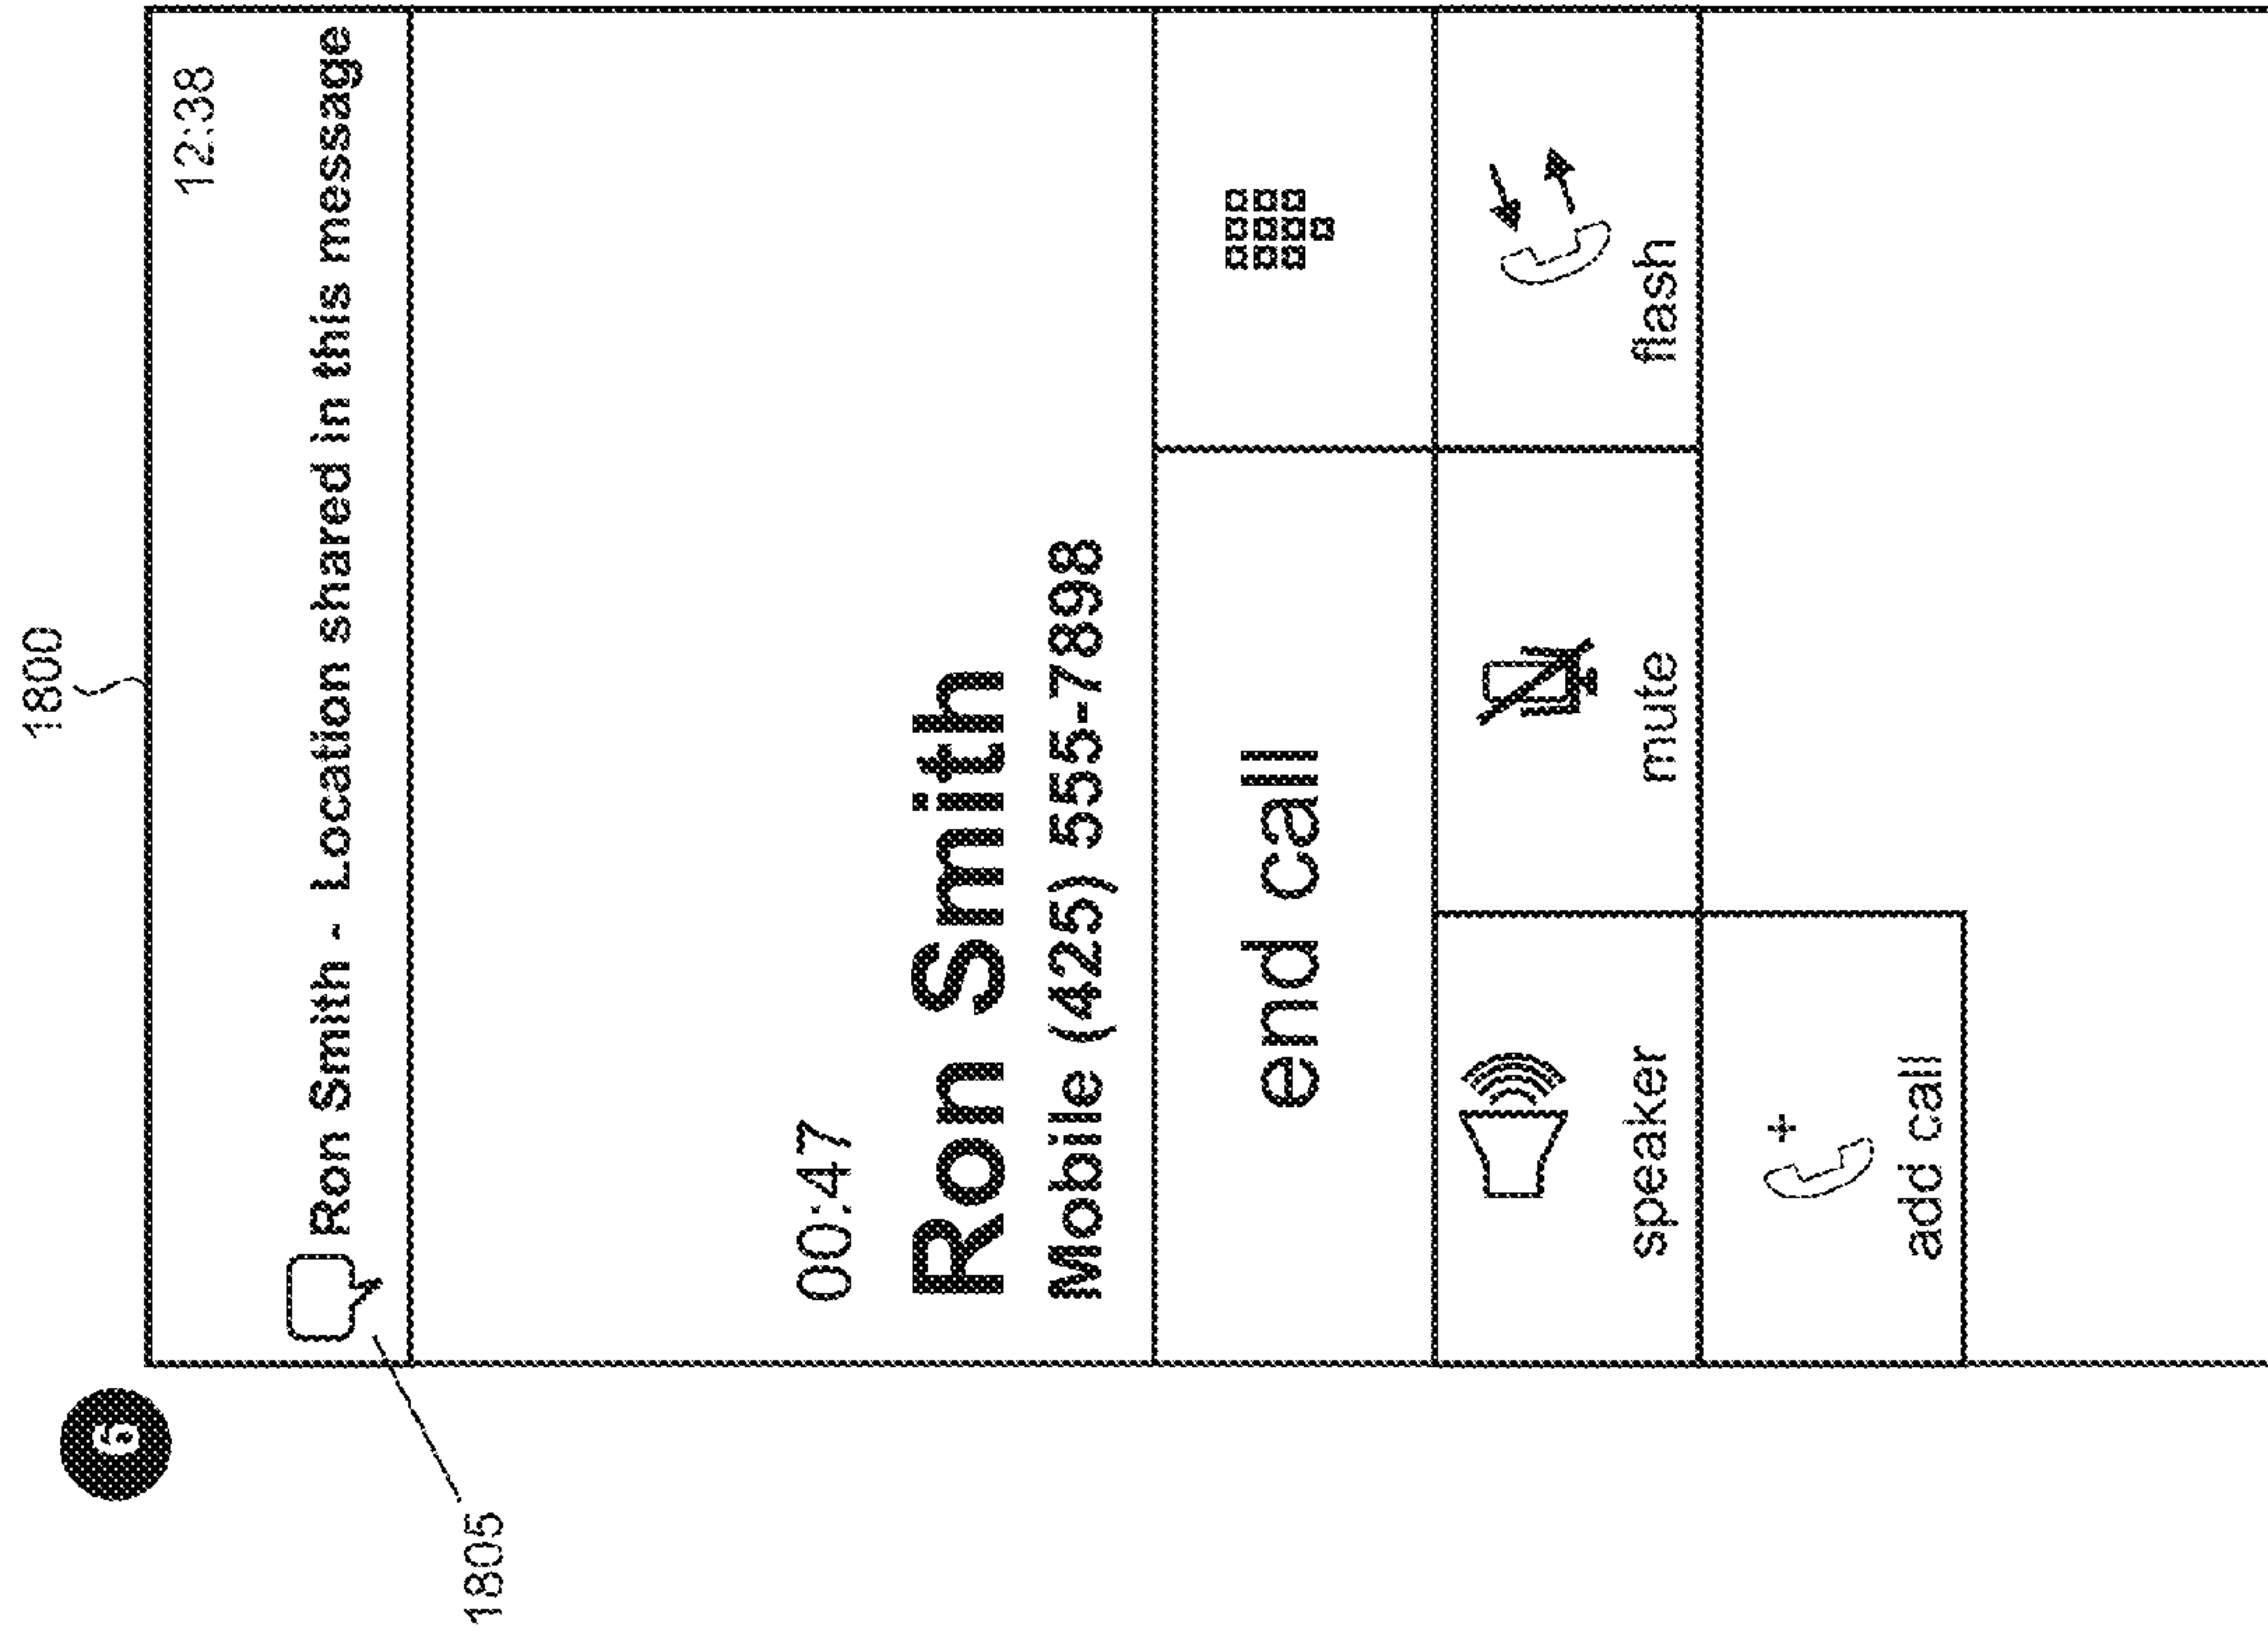 1800
6
12:38
Ron Smith - Location shared in this message
1805
00:47
Ron Smith
Mobile (425) 555-7898
end call
speaker
mute
flash
add call